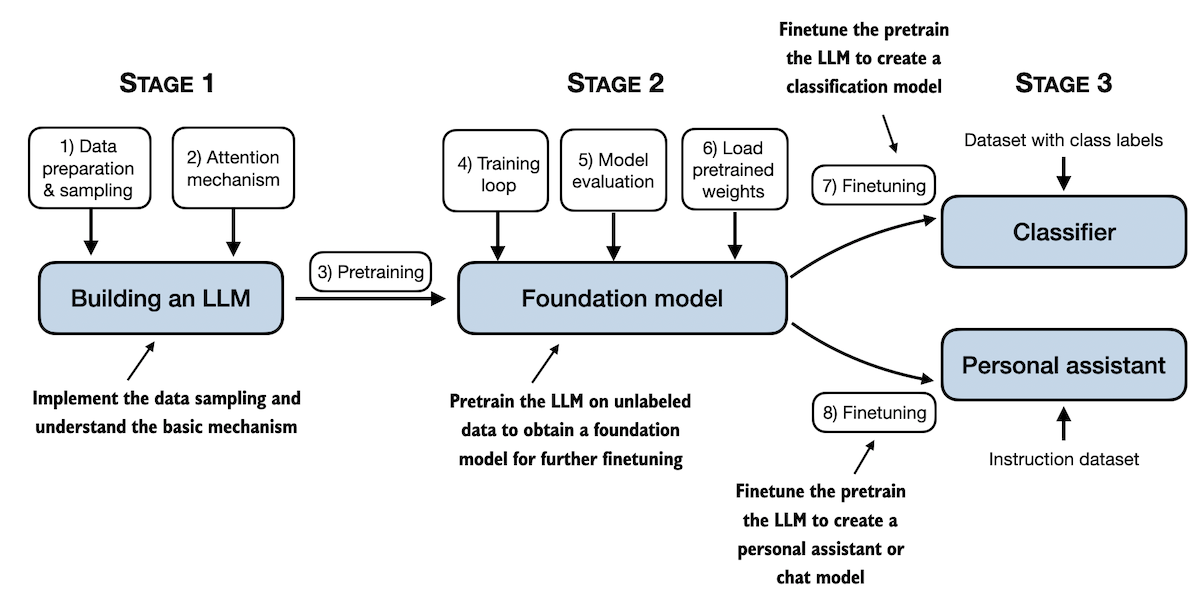 STAGE 1
1) Data
preparation
& sampling
2) Attention
mechanism
Building an LLM
Implement the data sampling and
understand the basic mechanism
3) Pretraining
STAGE 2
4) Training
loop
5) Model
evaluation
6) Load
pretrained
weights
Foundation model
Pretrain the LLM on unlabeled
data to obtain a foundation
model for further finetuning
Finetune the pretrain
the LLM to create a
classification model
7) Finetuning
STAGE 3
Dataset with class labels
Classifier
Personal assistant
Instruction dataset
8) Finetuning
Finetune the pretrain
the LLM to create a
personal assistant or
chat model